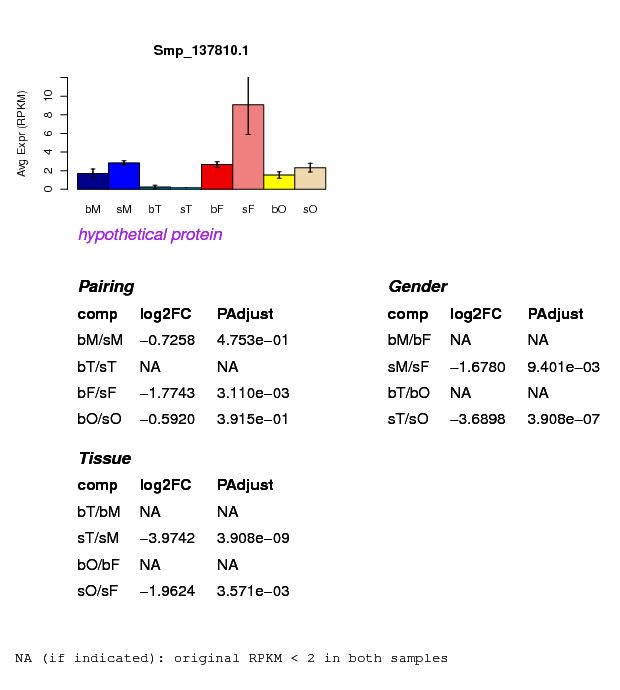 Smp_137810.1
Avg Expr (RPKM)
0 2 4 6 8 10
bM sM bT sT bF sF bO sO
hypothetical protein
Pairing
comp log2FC PAdjust
bM/sM −0.7258 4.753e−01
bT/sT NA NA
bF/sF −1.7743 3.110e−03
bO/sO −0.5920 3.915e−01
Gender
comp log2FC PAdjust
bM/bF NA NA
sM/sF −1.6780 9.401e−03
bT/bO NA NA
sT/sO −3.6898 3.908e−07
Tissue
comp log2FC PAdjust
bT/bM NA NA
sT/sM −3.9742 3.908e−09
bO/bF NA NA
sO/sF −1.9624 3.571e−03
NA (if indicated): original RPKM < 2 in both samples